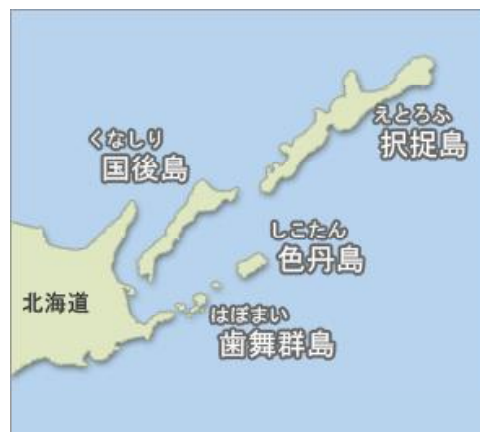 えとろふ
択捉島
くなしり
国後島
しこたん
色丹島
北海道
はぼまい
歯舞群島